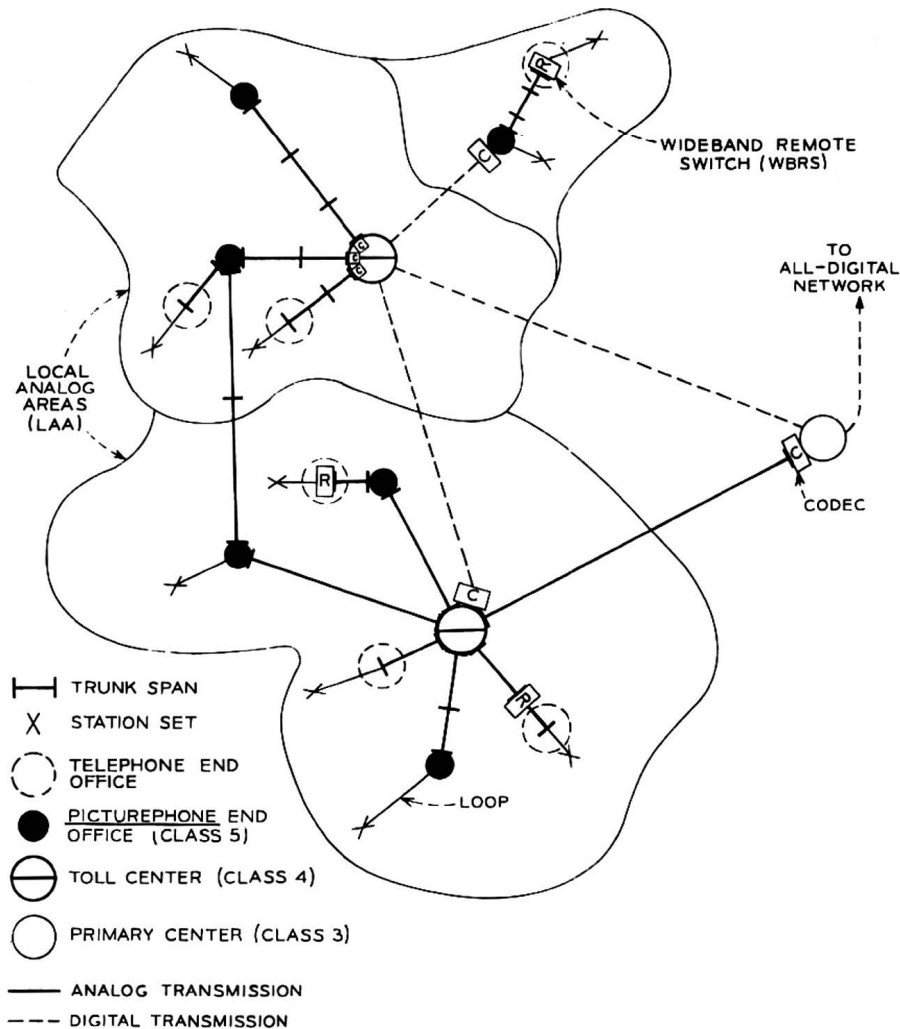 R
C
WIDEBAND REMOTE
SWITCH (WBRS)
C
C
C
TO
ALL-DIGITAL
NETWORK
LOCAL
ANALOG
AREAS
(LAA)
C
CODEC
R
C
R
LOOP
TRUNK SPAN
STATION SET
TELEPHONE END
OFFICE
PICTUREPHONE END
OFFICE (CLASS 5)
TOLL CENTER (CLASS 4)
PRIMARY CENTER (CLASS 3)
ANALOG TRANSMISSION
DIGITAL TRANSMISSION